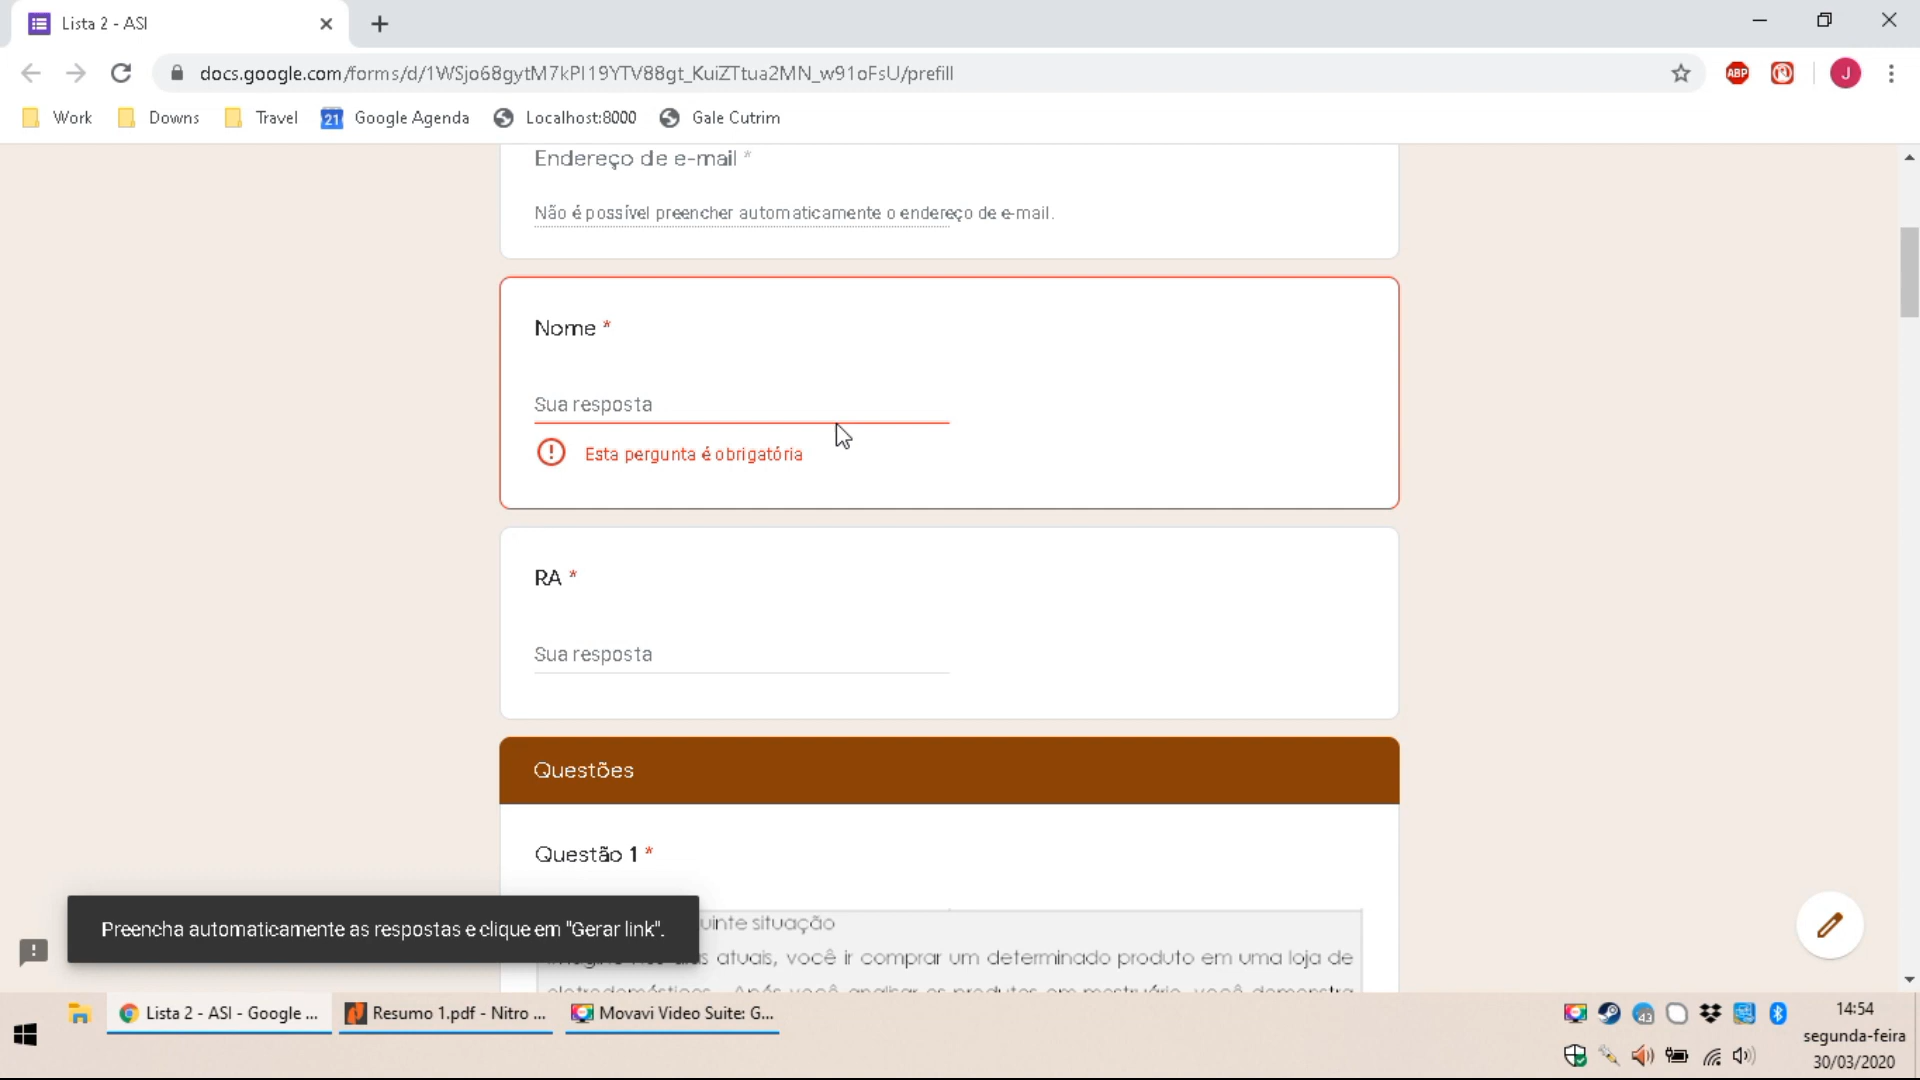 Lista 2 - ASI
docs.google.com/forms/d/1WSjo68gytM7kPI19YTV88gt_KuiZTtua2MN_w91oFsU/prefill
ABP
J
Work
Downs
Travel
21
Google Agenda
Localhost:8000
Gale Cutrim
Endereço de e-mail *
Não é possível preencher automaticamente o endereço de e-mail.
Nome *
Sua resposta
Esta pergunta é obrigatória
RA *
Sua resposta
Questões
Questão 1 *
uinte situação
Preencha automaticamente as respostas e clique em "Gerar link".
atuais, você ir comprar um determinado produto em uma loja de
Lista 2 - ASI - Google ...
Resumo 1.pdf - Nitro ...
Movavi Video Suite: G...
43
14:54
segunda-feira
30/03/2020